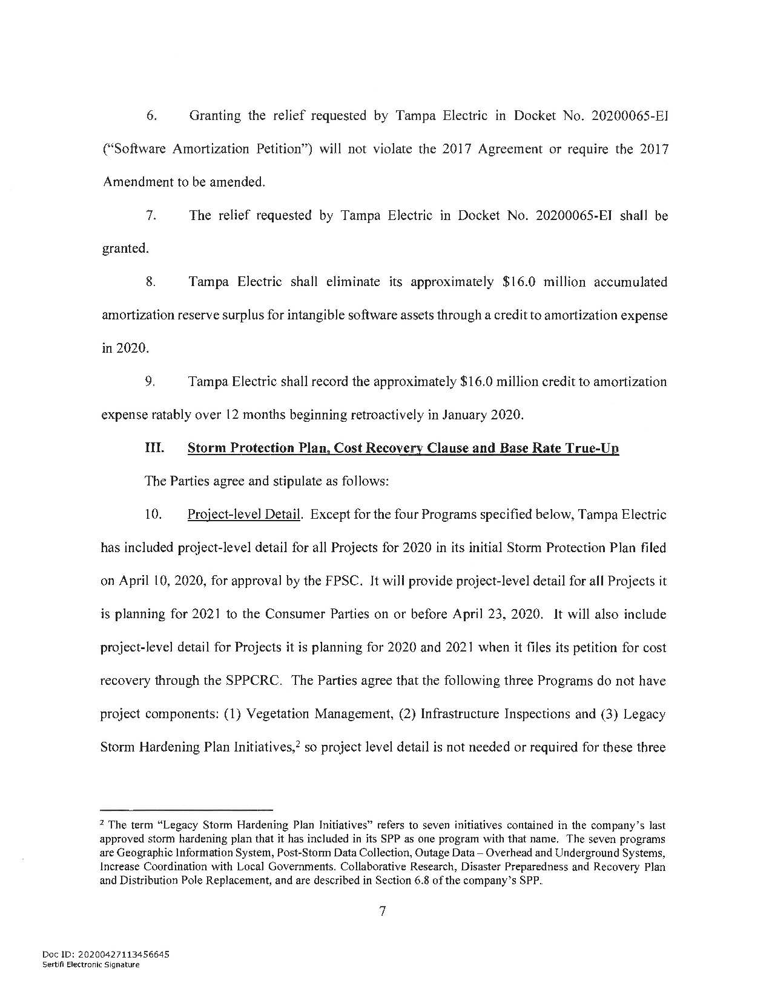 6. Granting the relief requested by Tampa Electric in Docket No. 20200065-EI
(“Software Amortization Petition”) will not violate the 2017 Agreement or require the 2017
Amendment to be amended.
7. The relief requested by Tampa Electric in Docket No. 20200065-EI shall be
granted.
8. Tampa Electric shall eliminate its approximately $16.0 million accumulated
amortization reserve surplus for intangible software assets through a credit to amortization expense
in 2020.
9. Tampa Electric shall record the approximately $16.0 million credit to amortization
expense ratably over 12 months beginning retroactively in January 2020.
III. Storm Protection Plan, Cost Recovery Clause and Base Rate True-Up
The Parties agree and stipulate as follows:
10. Project-level Detail. Except for the four Programs specified below, Tampa Electric
has included project-level detail for all Projects for 2020 in its initial Storm Protection Plan filed
on April 10, 2020, for approval by the FPSC. It will provide project-level detail for all Projects it
is planning for 2021 to the Consumer Parties on or before April 23, 2020. It will also include
project-level detail for Projects it is planning for 2020 and 2021 when it files its petition for cost
recovery through the SPPCRC. The Parties agree that the following three Programs do not have
project components: (1) Vegetation Management, (2) Infrastructure Inspections and (3) Legacy
Storm Hardening Plan Initiatives,² so project level detail is not needed or required for these three
² The term “Legacy Storm Hardening Plan Initiatives” refers to seven initiatives contained in the company’s last
approved storm hardening plan that it has included in its SPP as one program with that name. The seven programs
are Geographic Information System, Post-Storm Data Collection, Outage Data – Overhead and Underground Systems,
Increase Coordination with Local Governments. Collaborative Research, Disaster Preparedness and Recovery Plan
and Distribution Pole Replacement, and are described in Section 6.8 of the company’s SPP.
7
Doc ID: 20200427113456645
Sertifi Electronic Signature